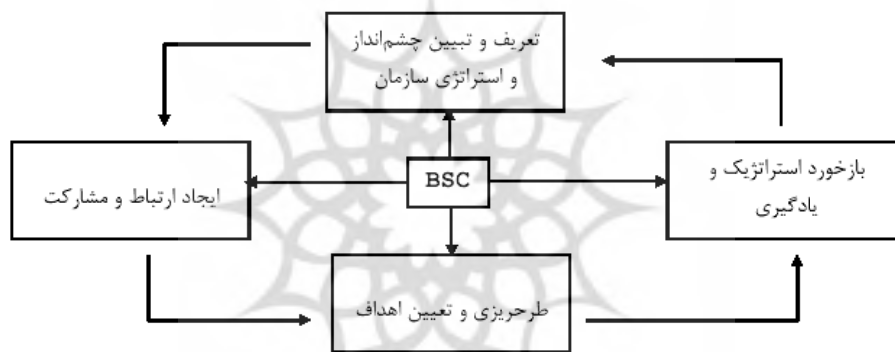 تعریف و تبیین چشم‌انداز
و استراتژی سازمان
بازخورد استراتژیک و
یادگیری
BSC
ایجاد ارتباط و مشارکت
طرحریزی و تعیین اهداف